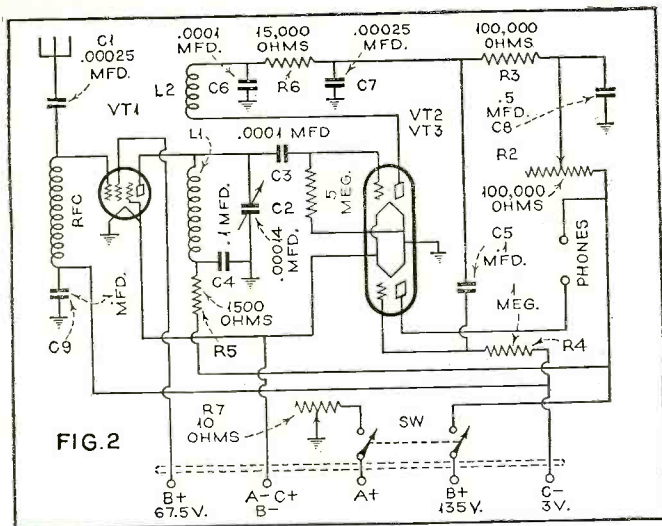 C1
.00025
MFD.
VT1
.0001
MFD.
C6
L2
15,000
OHMS
R6
.00025
MFD.
C7
100,000
OHMS
R3
.5
MFD.
C8
R2
100,000
OHMS
VT2
VT3
L1
.0001 MFD
C3
.5 MEG.
C2
.00014
MFD.
.1 MFD.
C4
1500
OHMS
R5
RFC
.1
MFD.
C9
C5
.1
MFD.
PHONES
1
MEG.
R4
R7
10
OHMS
SW
FIG.2
B+
67.5 V.
A- C+
B-
A+
B+
135 V.
C-
3V.